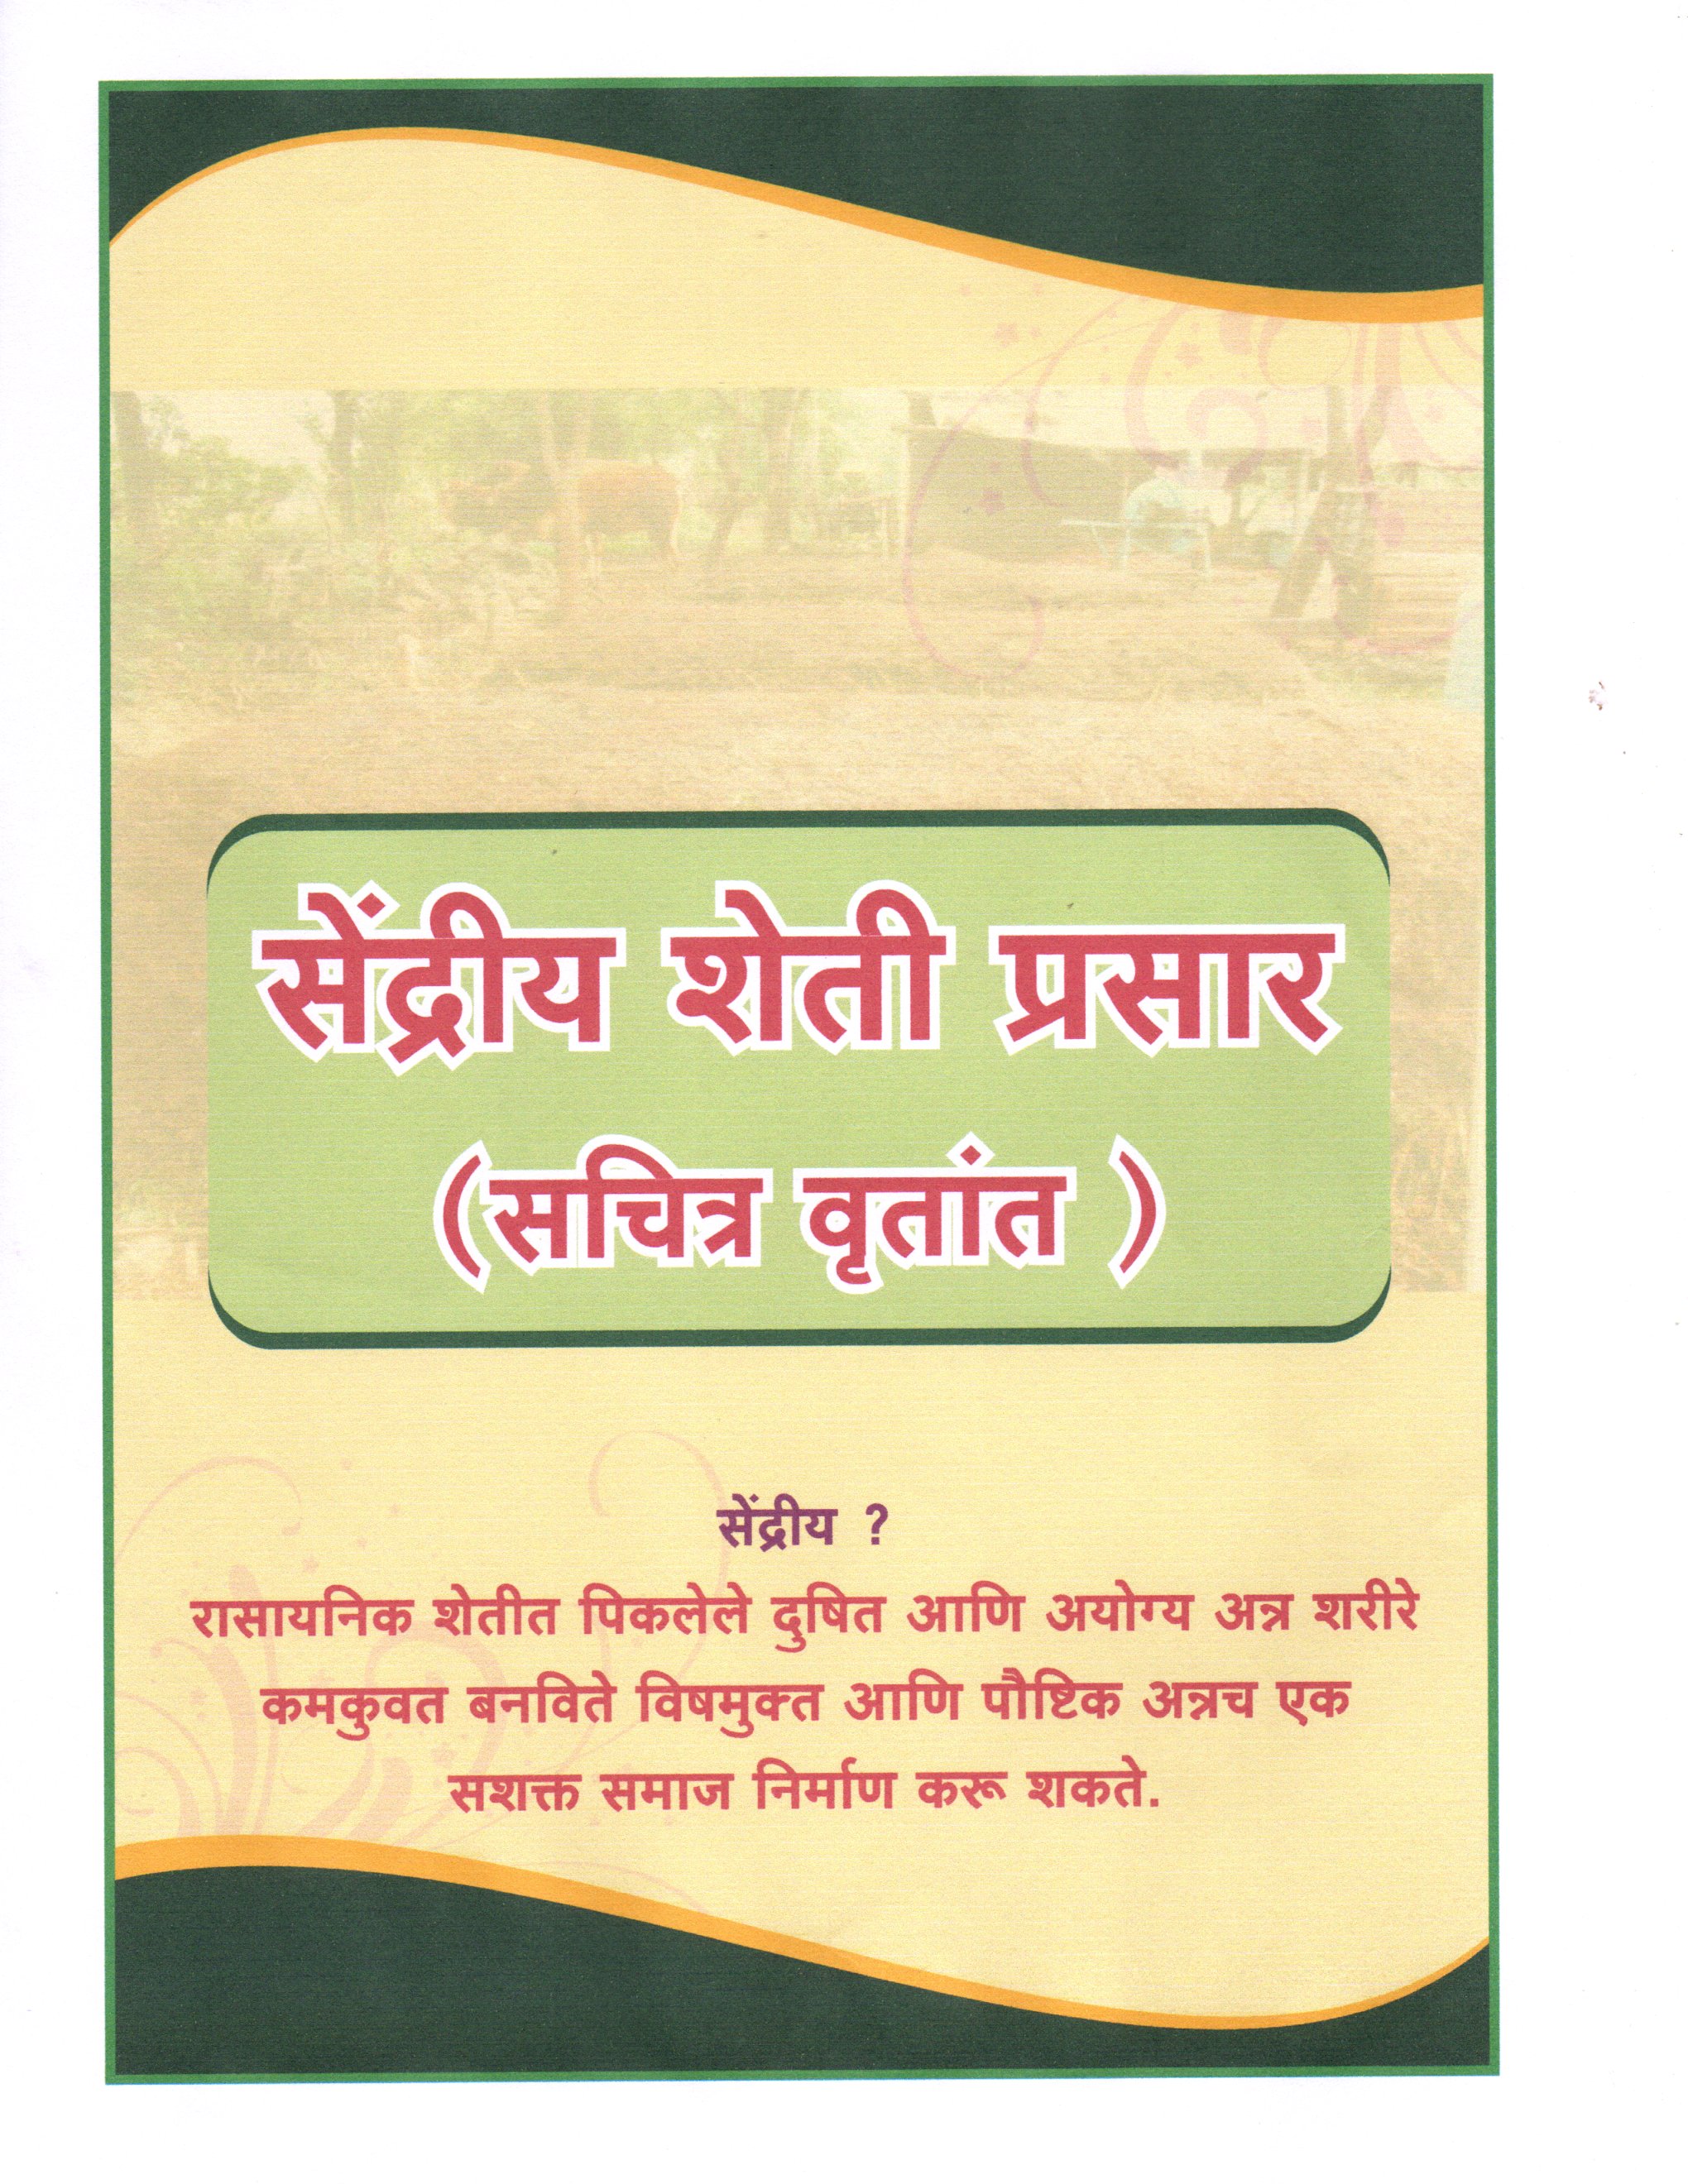 सेंद्रीय शेती प्रसार
(सचित्र वृतांत )
सेंद्रीय ?
रासायनिक शेतीत पिकलेले दुषित आणि अयोग्य अन्न शरीरे
कमकुवत बनविते विषमुक्त आणि पौष्टिक अन्नच एक
सशक्त समाज निर्माण करू शकते.